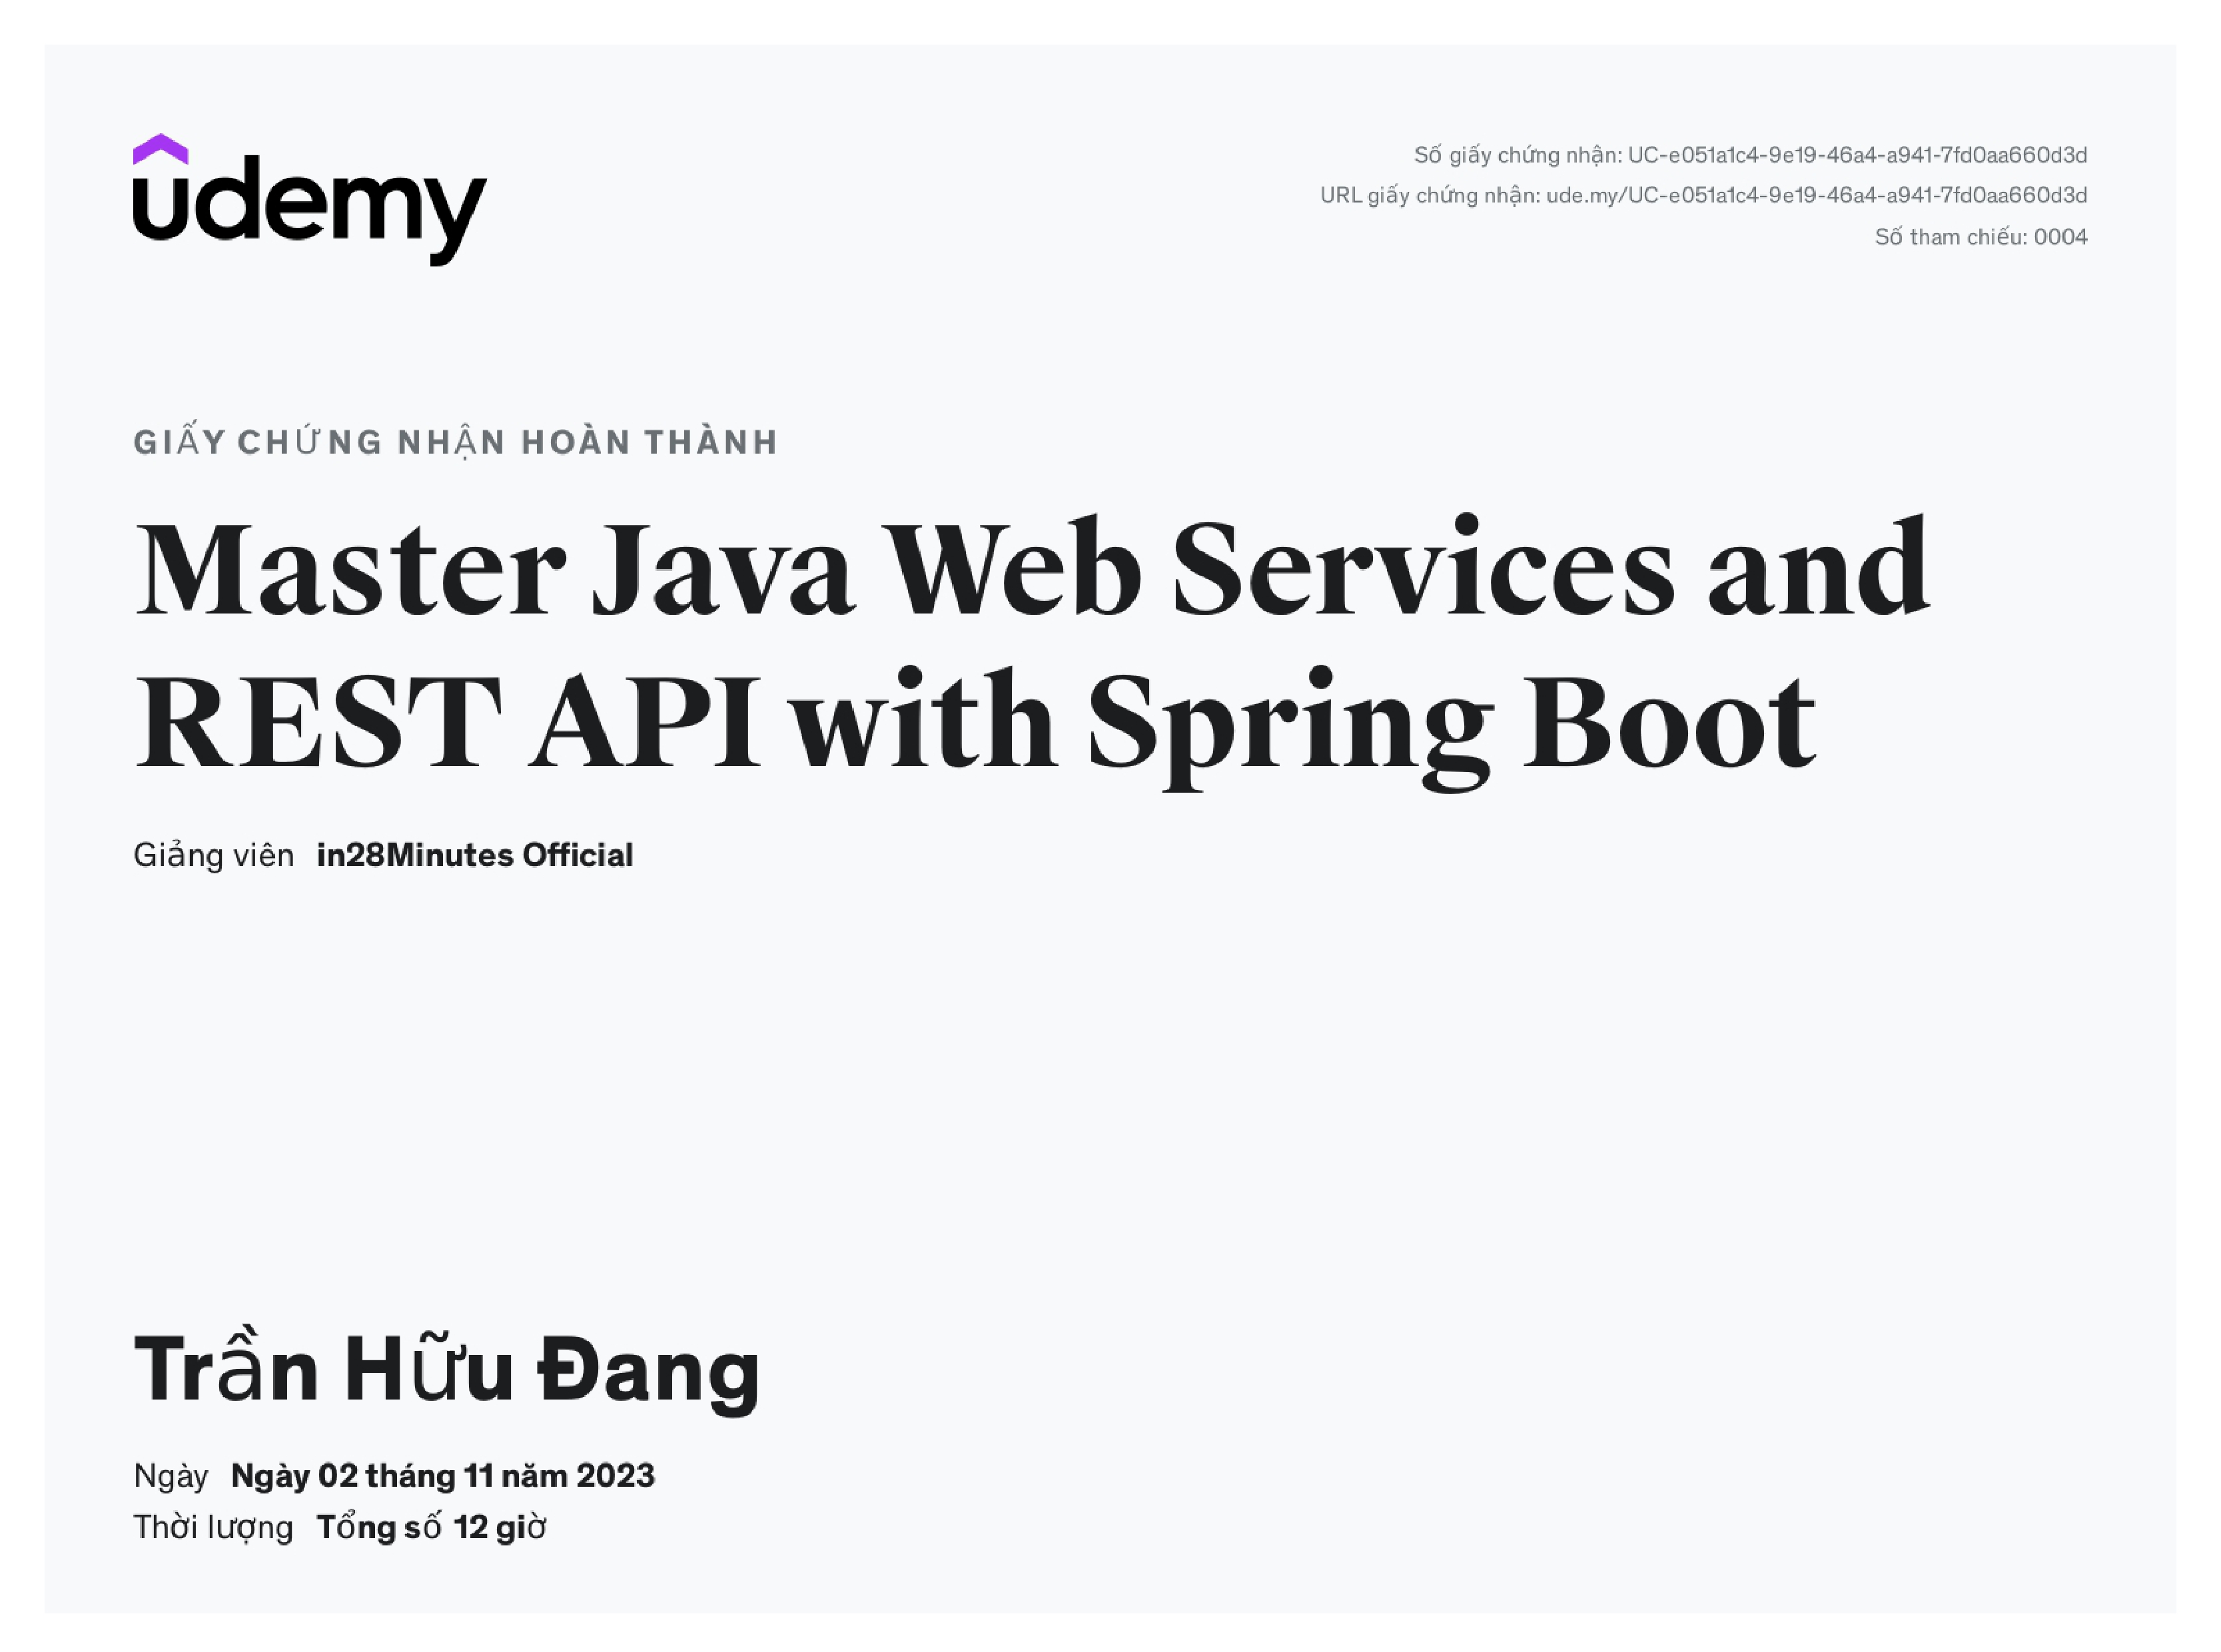 udemy
Số giấy chứng nhận: UC-e051a1c4-9e19-46a4-a941-7fd0aa660d3d
URL giấy chứng nhận: ude.my/UC-e051a1c4-9e19-46a4-a941-7fd0aa660d3d
Số tham chiếu: 0004
GIẤY CHỨNG NHẬN HOÀN THÀNH
Master Java Web Services and
REST API with Spring Boot
Giảng viên in28Minutes Official
Trần Hữu Đang
Ngày Ngày 02 tháng 11 năm 2023
Thời lượng Tổng số 12 giờ